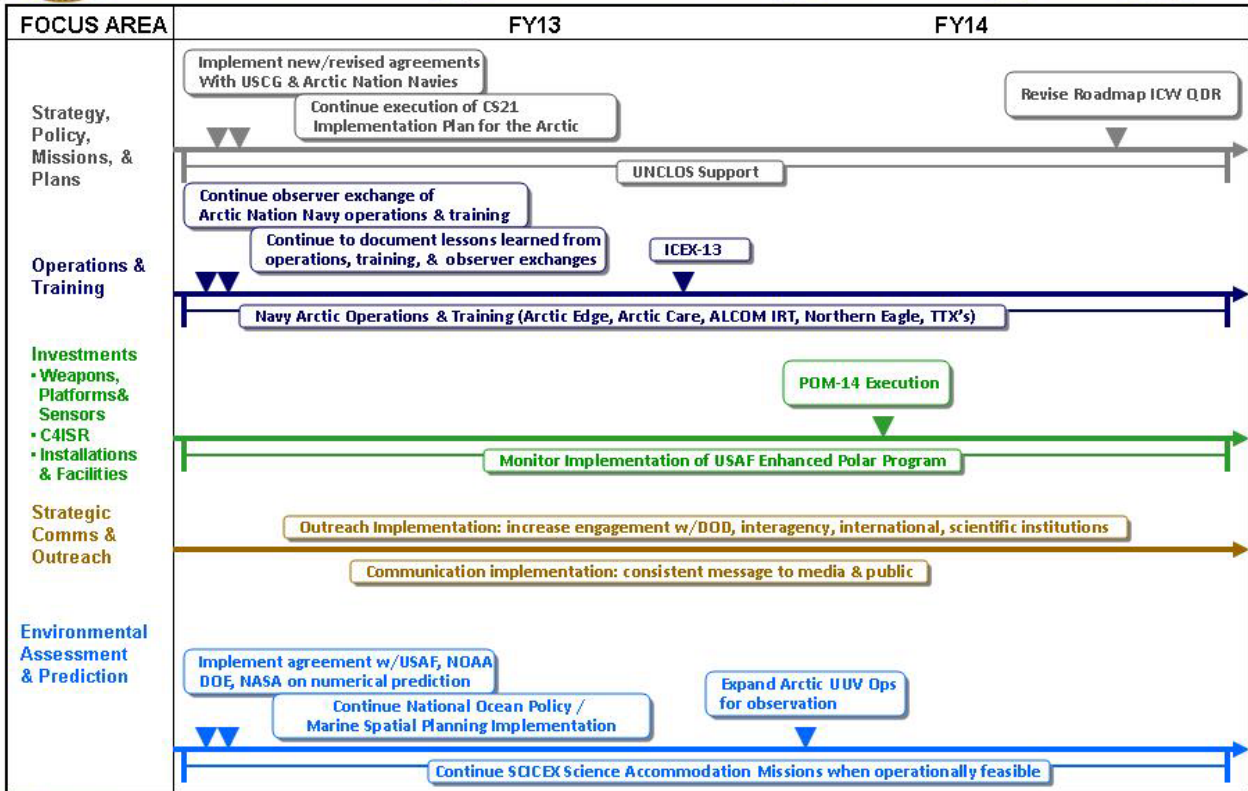 FOCUS AREA
FY13
FY14
Strategy,
Policy,
Missions, &
Plans
Implement new/revised agreements
With USCG & Arctic Nation Navies
Continue execution of CS21
Implementation Plan for the Arctic
Revise Roadmap ICW QDR
UNCLOS Support
Operations &
Training
Continue observer exchange of
Arctic Nation Navy operations & training
Continue to document lessons learned from
operations, training, & observer exchanges
ICEX-13
Navy Arctic Operations & Training (Arctic Edge, Arctic Care, ALCOM IRT, Northern Eagle, TTX's)
Investments
• Weapons,
Platforms&
Sensors
• C4ISR
• Installations
& Facilities
POM-14 Execution
Monitor Implementation of USAF Enhanced Polar Program
Strategic
Comms &
Outreach
Outreach Implementation: increase engagement w/DOD, interagency, international, scientific institutions
Communication implementation: consistent message to media & public
Environmental
Assessment
& Prediction
Implement agreement w/USAF, NOAA
DOE, NASA on numerical prediction
Continue National Ocean Policy /
Marine Spatial Planning Implementation
Expand Arctic UUV Ops
for observation
Continue SCICEX Science Accommodation Missions when operationally feasible